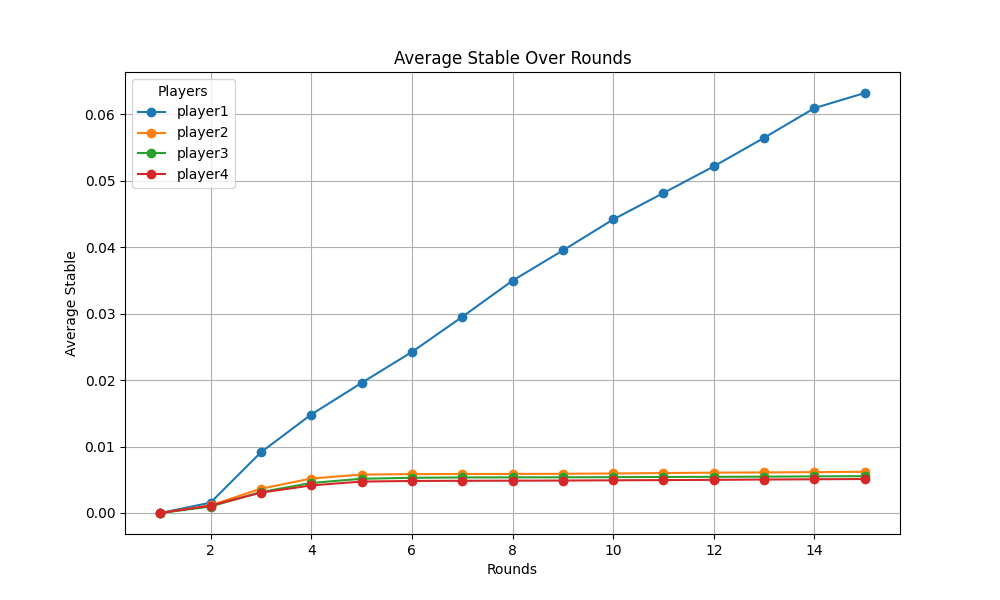 Average Stable Over Rounds
Players
player1
player2
player3
player4
Average Stable
0.06
0.05
0.04
0.03
0.02
0.01
0.00
2 4 6 8 10 12 14
Rounds